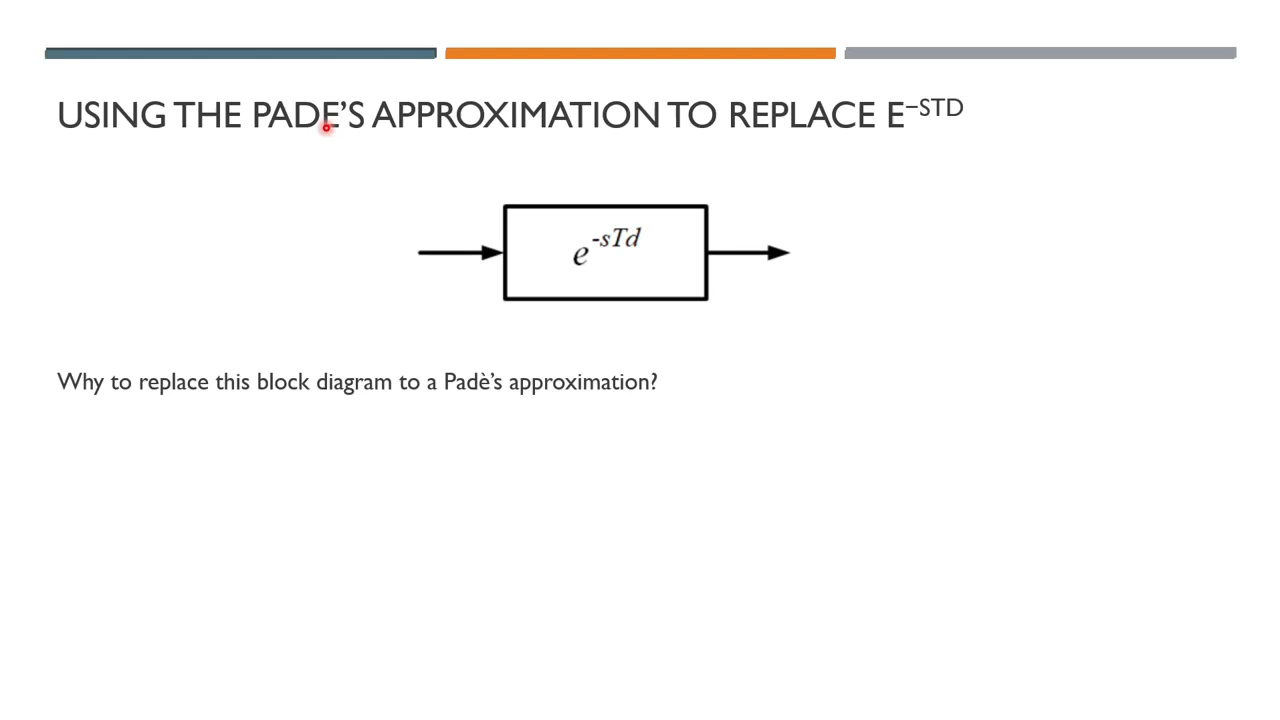 USING THE PADE’S APPROXIMATION TO REPLACE E⁻ˢᵀᴰ
e^-sTd
Why to replace this block diagram to a Padè’s approximation?